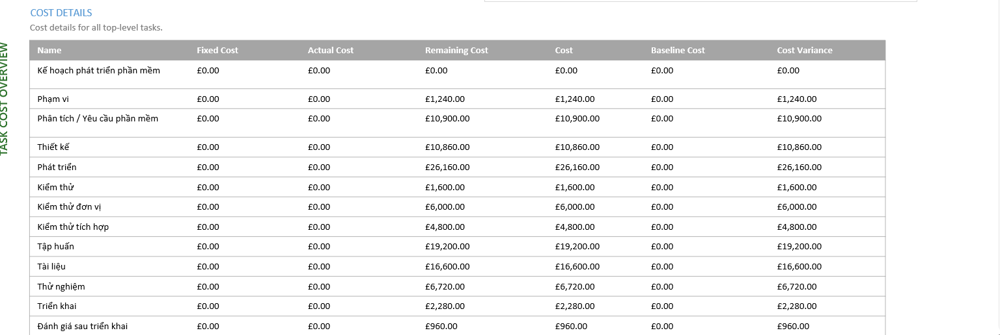 COST DETAILS
Cost details for all top-level tasks.
TASK COST OVERVIEW
Name Fixed Cost Actual Cost Remaining Cost Cost Baseline Cost Cost Variance
Kế hoạch phát triển phần mềm £0.00 £0.00 £0.00 £0.00 £0.00 £0.00
Phạm vi £0.00 £0.00 £1,240.00 £1,240.00 £0.00 £1,240.00
Phân tích / Yêu cầu phần mềm £0.00 £0.00 £10,900.00 £10,900.00 £0.00 £10,900.00
Thiết kế £0.00 £0.00 £10,860.00 £10,860.00 £0.00 £10,860.00
Phát triển £0.00 £0.00 £26,160.00 £26,160.00 £0.00 £26,160.00
Kiểm thử £0.00 £0.00 £1,600.00 £1,600.00 £0.00 £1,600.00
Kiểm thử đơn vị £0.00 £0.00 £6,000.00 £6,000.00 £0.00 £6,000.00
Kiểm thử tích hợp £0.00 £0.00 £4,800.00 £4,800.00 £0.00 £4,800.00
Tập huấn £0.00 £0.00 £19,200.00 £19,200.00 £0.00 £19,200.00
Tài liệu £0.00 £0.00 £16,600.00 £16,600.00 £0.00 £16,600.00
Thử nghiệm £0.00 £0.00 £6,720.00 £6,720.00 £0.00 £6,720.00
Triển khai £0.00 £0.00 £2,280.00 £2,280.00 £0.00 £2,280.00
Đánh giá sau triển khai £0.00 £0.00 £960.00 £960.00 £0.00 £960.00